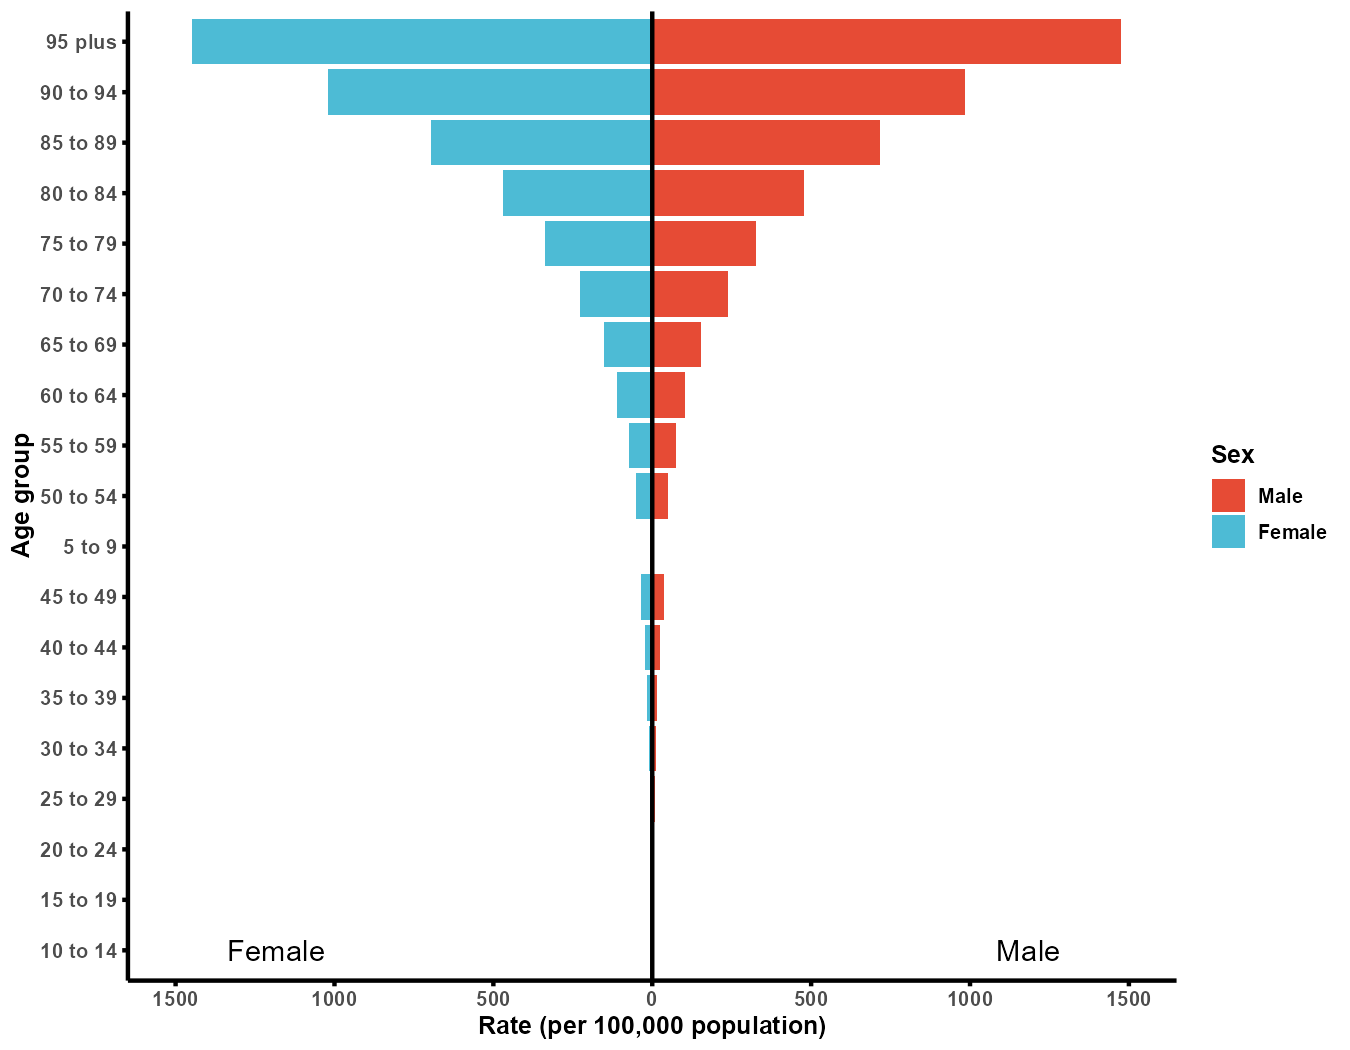 95 plus
90 to 94
85 to 89
80 to 84
75 to 79
70 to 74
65 to 69
60 to 64
55 to 59
50 to 54
5 to 9
45 to 49
40 to 44
35 to 39
30 to 34
25 to 29
20 to 24
15 to 19
10 to 14
Age group
Female
Male
1500 1000 500 0 500 1000 1500
Rate (per 100,000 population)
Sex
Male
Female